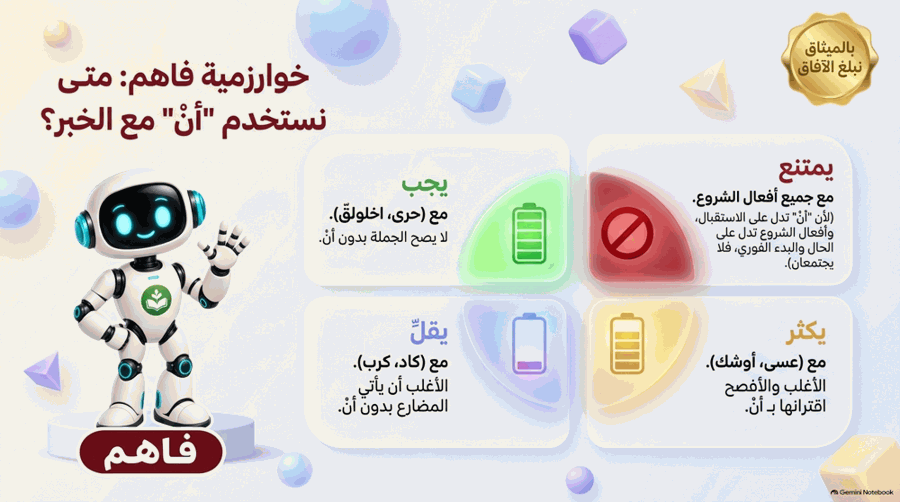 بالميثاق
نبلغ الآفاق
خوارزمية فاهم: متى
نستخدم "أنْ" مع الخبر؟
يمتنع
مع جميع أفعال الشروع.
(لأن "أنْ" تدل على الاستقبال،
وأفعال الشروع تدل على
الحال والبدء الفوري، فلا
يجتمعان).
يجب
مع (حرى، اخلولقَ).
لا يصح الجملة بدون أنْ.
يكثر
مع (عسى، أوشك).
الأغلب والأفصح
اقترانها بـ أنْ.
يقلِّ
مع (كاد، كرب).
الأغلب أن يأتي
المضارع بدون أنْ.
فاهم
Gemini Notebook